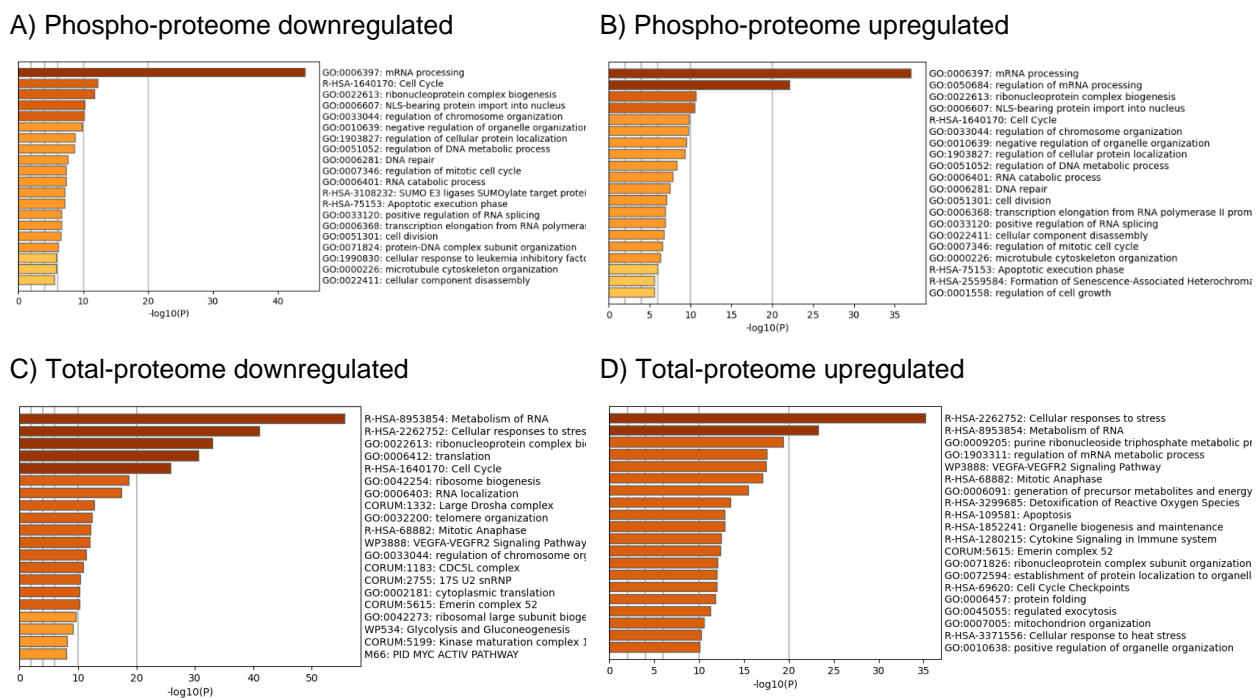 A) Phospho-proteome downregulated
GO:0006397: mRNA processing
R-HSA-1640170: Cell Cycle
GO:0022613: ribonucleoprotein complex biogenesis
GO:0006607: NLS-bearing protein import into nucleus
GO:0033044: regulation of chromosome organization
GO:0010639: negative regulation of organelle organization
GO:1903827: regulation of cellular protein localization
GO:0051052: regulation of DNA metabolic process
GO:0006281: DNA repair
GO:0007346: regulation of mitotic cell cycle
GO:0006401: RNA catabolic process
R-HSA-3108232: SUMO E3 ligases SUMOylate target protei
R-HSA-75153: Apoptotic execution phase
GO:0033120: positive regulation of RNA splicing
GO:0006368: transcription elongation from RNA polymeras
GO:0051301: cell division
GO:0071824: protein-DNA complex subunit organization
GO:1990830: cellular response to leukemia inhibitory facto
GO:0000226: microtubule cytoskeleton organization
GO:0022411: cellular component disassembly
0 10 20 30 40
-log10(P)
B) Phospho-proteome upregulated
GO:0006397: mRNA processing
GO:0050684: regulation of mRNA processing
GO:0022613: ribonucleoprotein complex biogenesis
GO:0006607: NLS-bearing protein import into nucleus
R-HSA-1640170: Cell Cycle
GO:0033044: regulation of chromosome organization
GO:0010639: negative regulation of organelle organization
GO:1903827: regulation of cellular protein localization
GO:0051052: regulation of DNA metabolic process
GO:0006401: RNA catabolic process
GO:0006281: DNA repair
GO:0051301: cell division
GO:0006368: transcription elongation from RNA polymerase II prom
GO:0033120: positive regulation of RNA splicing
GO:0022411: cellular component disassembly
GO:0007346: regulation of mitotic cell cycle
GO:0000226: microtubule cytoskeleton organization
R-HSA-75153: Apoptotic execution phase
R-HSA-2559584: Formation of Senescence-Associated Heterochroma
GO:0001558: regulation of cell growth
0 5 10 15 20 25 30 35
-log10(P)
C) Total-proteome downregulated
R-HSA-8953854: Metabolism of RNA
R-HSA-2262752: Cellular responses to stres
GO:0022613: ribonucleoprotein complex bi
GO:0006412: translation
R-HSA-1640170: Cell Cycle
GO:0042254: ribosome biogenesis
GO:0006403: RNA localization
CORUM:1332: Large Drosha complex
GO:0032200: telomere organization
R-HSA-68882: Mitotic Anaphase
WP3888: VEGFA-VEGFR2 Signaling Pathway
GO:0033044: regulation of chromosome org
CORUM:1183: CDC5L complex
CORUM:2755: 17S U2 snRNP
GO:0002181: cytoplasmic translation
CORUM:5615: Emerin complex 52
GO:0042273: ribosomal large subunit bioge
WP534: Glycolysis and Gluconeogenesis
CORUM:5199: Kinase maturation complex 1
M66: PID MYC ACTIV PATHWAY
0 10 20 30 40 50
-log10(P)
D) Total-proteome upregulated
R-HSA-2262752: Cellular responses to stress
R-HSA-8953854: Metabolism of RNA
GO:0009205: purine ribonucleoside triphosphate metabolic pr
GO:1903311: regulation of mRNA metabolic process
WP3888: VEGFA-VEGFR2 Signaling Pathway
R-HSA-68882: Mitotic Anaphase
GO:0006091: generation of precursor metabolites and energy
R-HSA-3299685: Detoxification of Reactive Oxygen Species
R-HSA-109581: Apoptosis
R-HSA-1852241: Organelle biogenesis and maintenance
R-HSA-1280215: Cytokine Signaling in Immune system
CORUM:5615: Emerin complex 52
GO:0071826: ribonucleoprotein complex subunit organization
GO:0072594: establishment of protein localization to organell
R-HSA-69620: Cell Cycle Checkpoints
GO:0006457: protein folding
GO:0045055: regulated exocytosis
GO:0007005: mitochondrion organization
R-HSA-3371556: Cellular response to heat stress
GO:0010638: positive regulation of organelle organization
0 5 10 15 20 25 30 35
-log10(P)